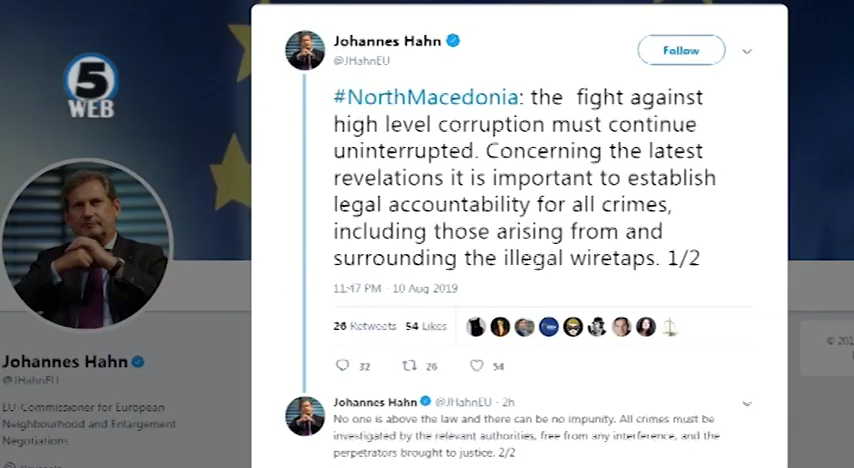 5
WEB
Johannes Hahn
@JHahnEU
EU Commissioner for European
Neighbourhood and Enlargement
Negotiations
Johannes Hahn
@JHahnEU
Follow
#NorthMacedonia: the fight against
high level corruption must continue
uninterrupted. Concerning the latest
revelations it is important to establish
legal accountability for all crimes,
including those arising from and
surrounding the illegal wiretaps. 1/2
11:47 PM - 10 Aug 2019
26 Retweets 54 Likes
32 26 54
Johannes Hahn @JHahnEU · 2h
No one is above the law and there can be no impunity. All crimes must be
investigated by the relevant authorities, free from any interference, and the
perpetrators brought to justice. 2/2